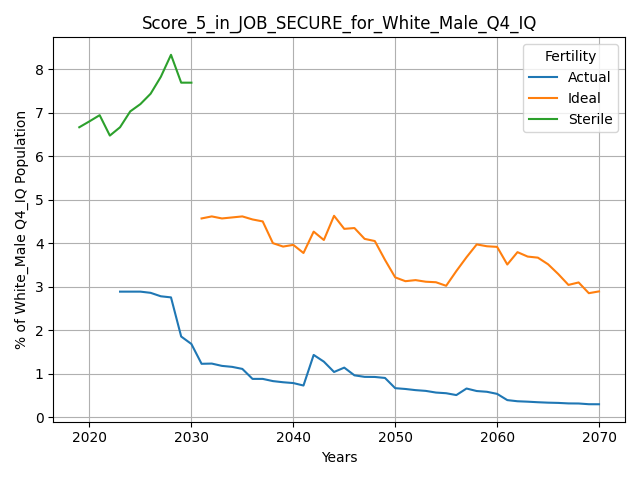 Score_5_in_JOB_SECURE_for_White_Male_Q4_IQ
Fertility
Actual
Ideal
Sterile
% of White_Male Q4_IQ Population
8
7
6
5
4
3
2
1
0
2020 2030 2040 2050 2060 2070
Years